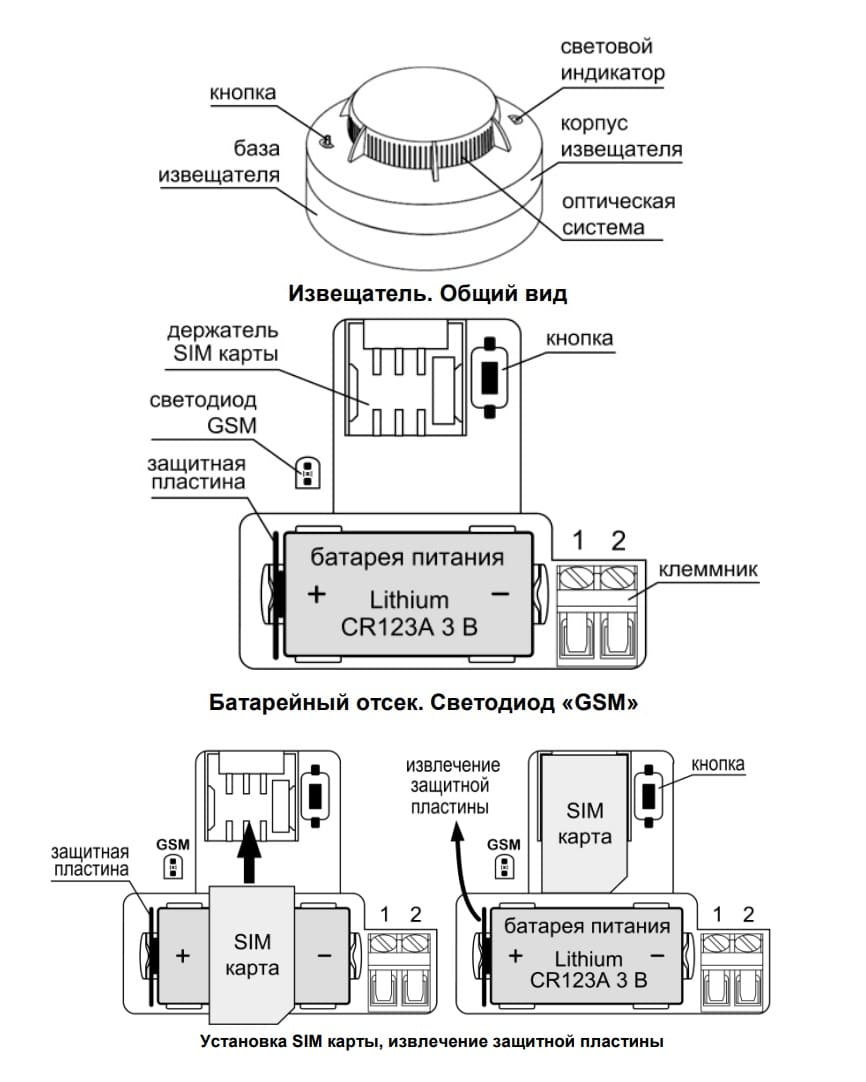 световой
индикатор
кнопка
корпус
извещателя
база
извещателя
оптическая
система
Извещатель. Общий вид
держатель
SIM карты
кнопка
светодиод
GSM
защитная
пластина
1 2
батарея питания
+ Lithium −
CR123A 3 В
клеммник
Батарейный отсек. Светодиод «GSM»
извлечение
защитной
пластины
кнопка
SIM
карта
GSM
GSM
защитная
пластина
1 2
1 2
SIM
карта
+ −
батарея питания
+ Lithium −
CR123A 3 В
Установка SIM карты, извлечение защитной пластины